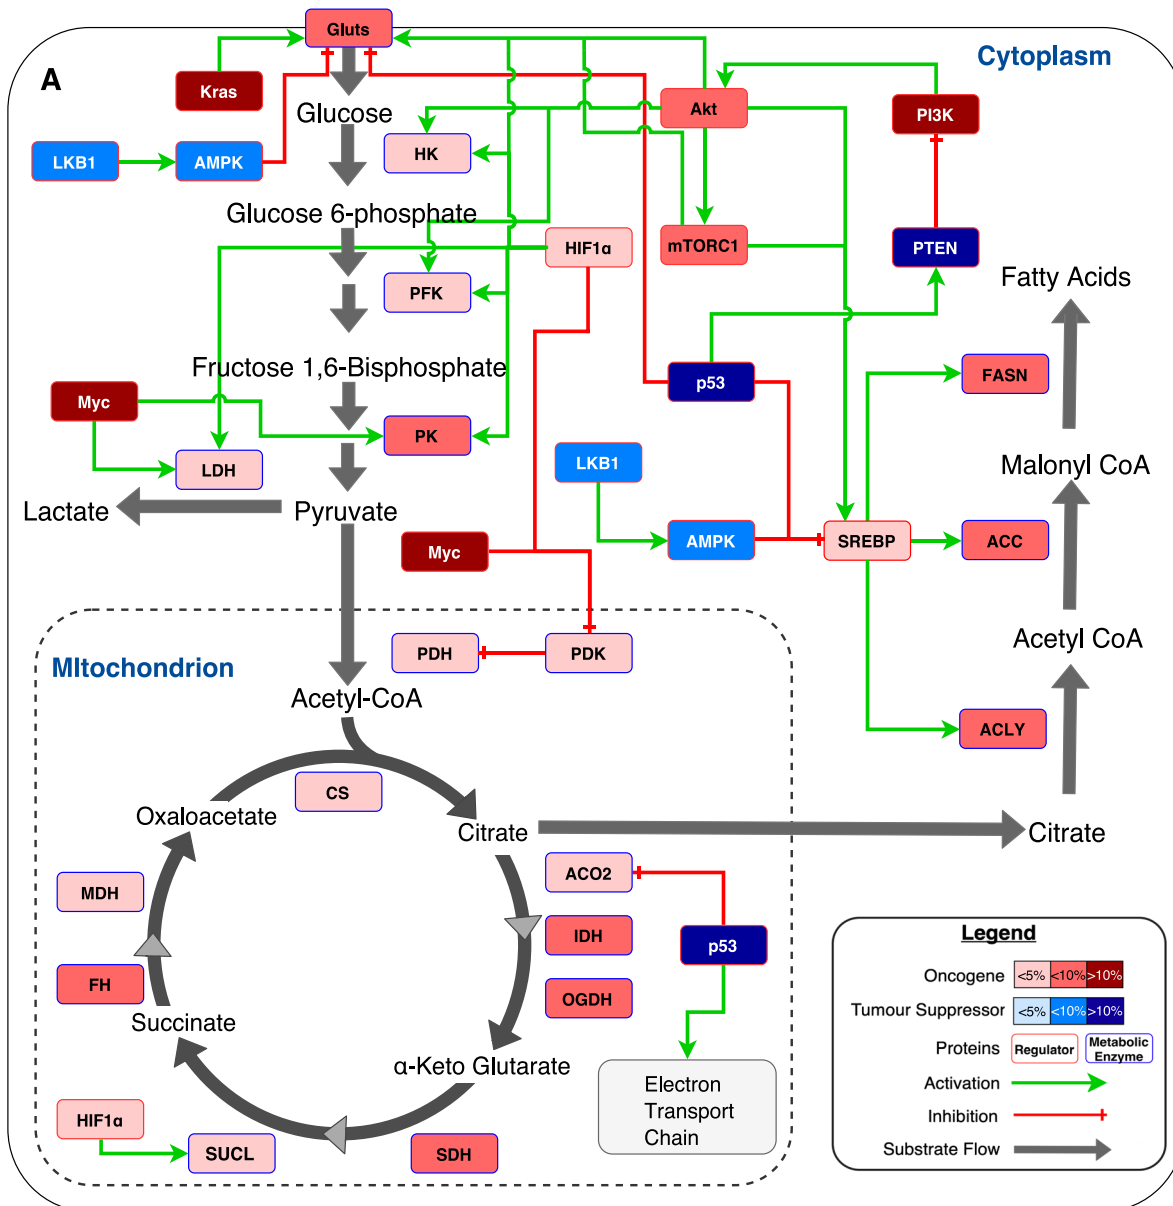 Gluts
Cytoplasm
A
Kras
Glucose
Akt
PI3K
LKB1
AMPK
HK
Glucose 6-phosphate
HIF1α
mTORC1
PTEN
PFK
Fatty Acids
Fructose 1,6-Bisphosphate
p53
FASN
Myc
PK
LKB1
LDH
Malonyl CoA
Lactate
Pyruvate
Myc
AMPK
SREBP
ACC
PDH
PDK
Acetyl CoA
MItochondrion
Acetyl-CoA
ACLY
CS
Oxaloacetate
Citrate
Citrate
MDH
ACO2
IDH
p53
FH
OGDH
Succinate
α-Keto Glutarate
Electron
Transport
Chain
HIF1α
SUCL
SDH
Legend
Oncogene <5% <10% >10%
Tumour Suppressor <5% <10% >10%
Proteins Regulator Metabolic
Enzyme
Activation
Inhibition
Substrate Flow